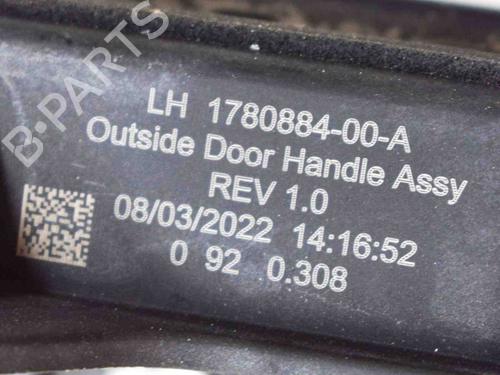 B-PARTS
LH 1780884-00-A
Outside Door Handle Assy
REV 1.0
08/03/2022 14:16:52
0 92 0.308